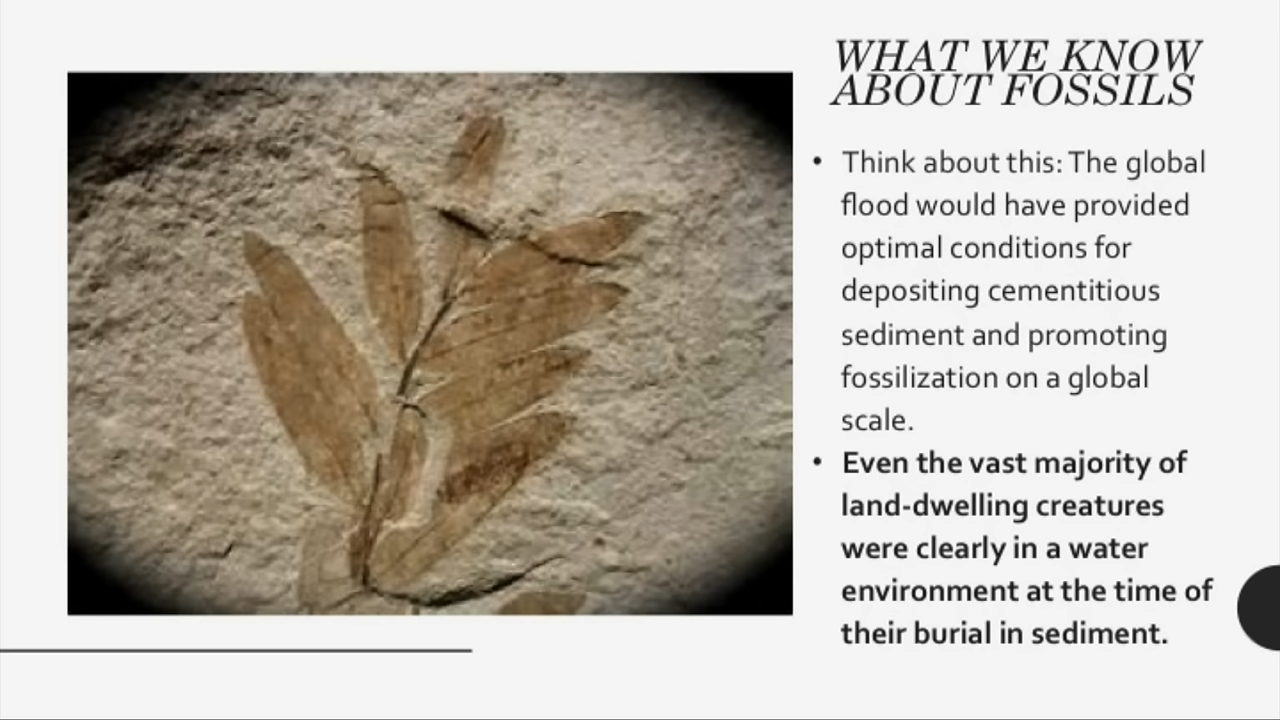 WHAT WE KNOW
ABOUT FOSSILS
• Think about this: The global
flood would have provided
optimal conditions for
depositing cementitious
sediment and promoting
fossilization on a global
scale.
• Even the vast majority of
land-dwelling creatures
were clearly in a water
environment at the time of
their burial in sediment.